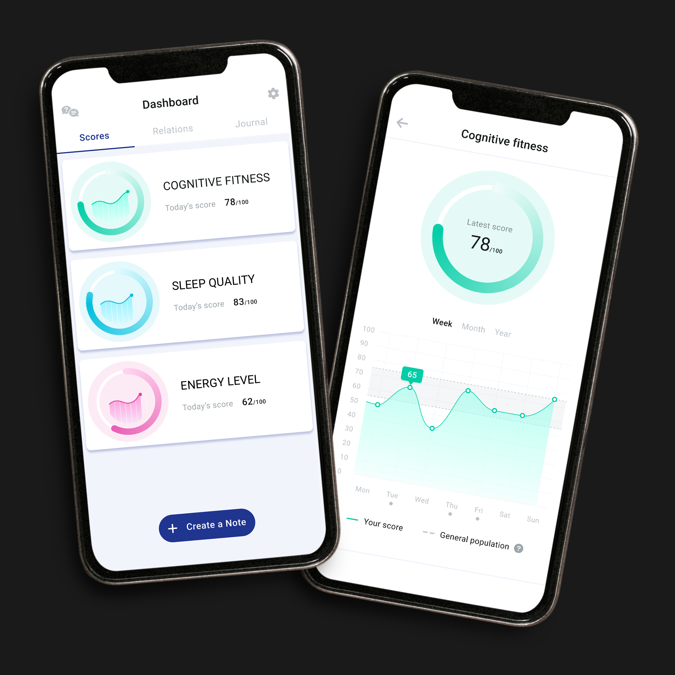 Dashboard
Scores Relations Journal
COGNITIVE FITNESS
Today's score 78/100
SLEEP QUALITY
Today's score 83/100
ENERGY LEVEL
Today's score 62/100
+ Create a Note
Cognitive fitness
Latest score
78/100
Week Month Year
100
90
80
70
65
60
50
40
30
20
10
0
Mon Tue Wed Thu Fri Sat Sun
Your score General population ?